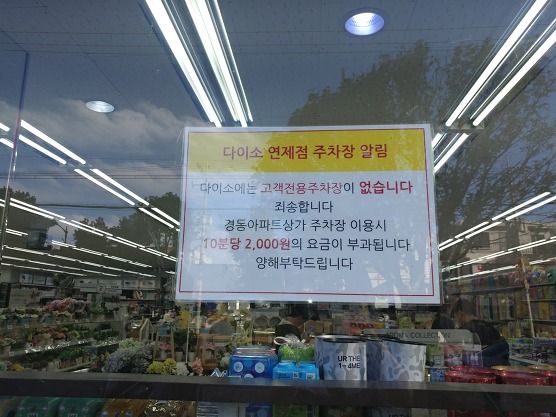 다이소 연제점 주차장 알림
다이소에는 고객전용주차장이 없습니다
죄송합니다
경동아파트상가 주차장 이용시
10분당 2,000원의 요금이 부과됩니다
양해부탁드립니다
UR THE